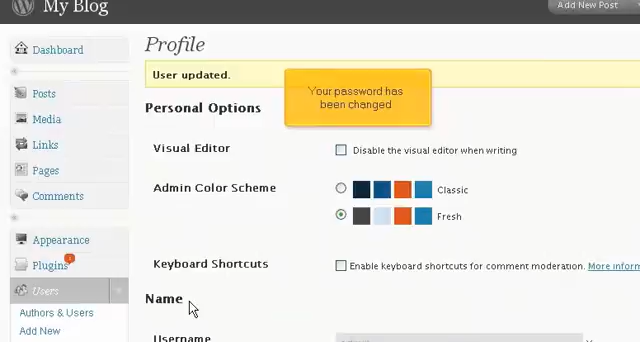 My Blog
Add New Post
Dashboard
Profile
User updated.
Your password has
been changed
Posts
Personal Options
Media
Links
Visual Editor
Disable the visual editor when writing
Pages
Admin Color Scheme
Classic
Comments
Fresh
Appearance
Plugins
Keyboard Shortcuts
Enable keyboard shortcuts for comment moderation. More inform
Users
Name
Authors & Users
Add New
Username